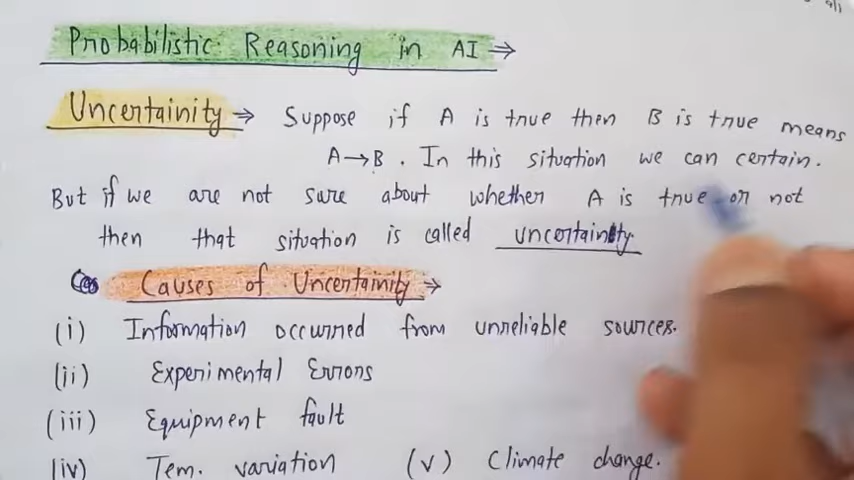 Probabilistic Reasoning in AI →
Uncertainity → Suppose if A is true then B is true means
A → B . In this situation we can certain.
But if we are not sure about whether A is true or not
then that situation is called uncertainty.
Causes of Uncertainity →
(i) Information occurred from unreliable sources.
(ii) Experimental Errors
(iii) Equipment fault
(iv) Tem. variation (v) Climate change.